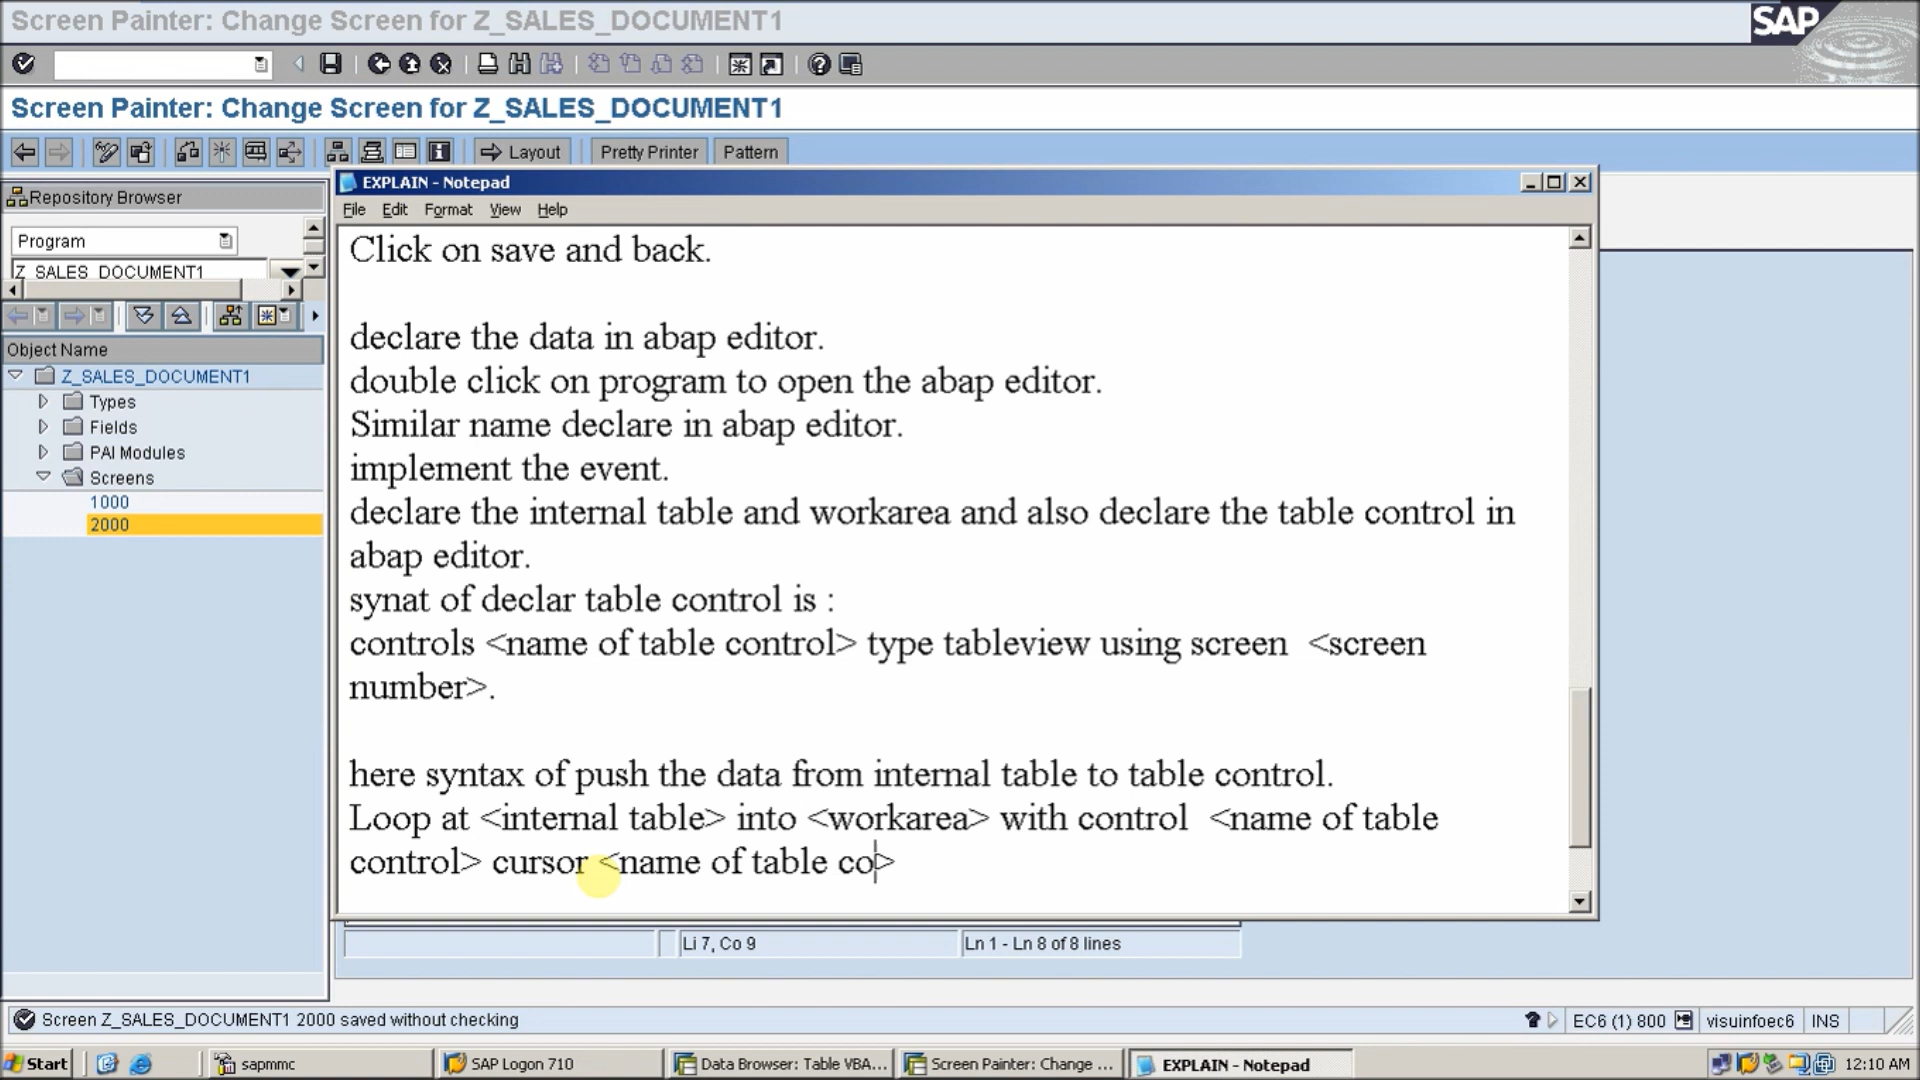 Screen Painter: Change Screen for Z_SALES_DOCUMENT1
SAP
Screen Painter: Change Screen for Z_SALES_DOCUMENT1
Layout
Pretty Printer
Pattern
Repository Browser
EXPLAIN - Notepad
File Edit Format View Help
Program
Z_SALES_DOCUMENT1
Object Name
Z_SALES_DOCUMENT1
Types
Fields
PAI Modules
Screens
1000
2000
Click on save and back.
declare the data in abap editor.
double click on program to open the abap editor.
Similar name declare in abap editor.
implement the event.
declare the internal table and workarea and also declare the table control in
abap editor.
synat of declar table control is :
controls <name of table control> type tableview using screen  <screen
number>.
here syntax of push the data from internal table to table control.
Loop at <internal table> into <workarea> with control  <name of table
control> cursor <name of table co>
Li 7, Co 9
Ln 1 - Ln 8 of 8 lines
Screen Z_SALES_DOCUMENT1 2000 saved without checking
EC6 (1) 800
visuinfoec6
INS
Start
sapmmc
SAP Logon 710
Data Browser: Table VBA...
Screen Painter: Change ...
EXPLAIN - Notepad
12:10 AM